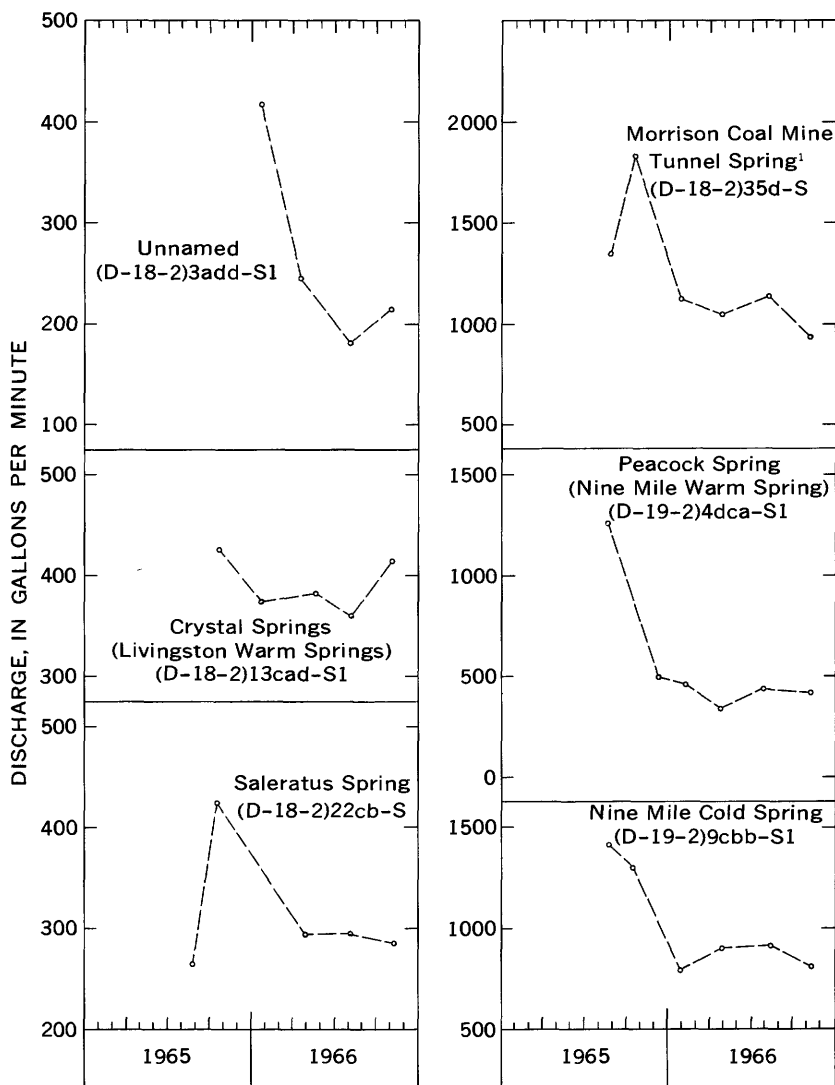 DISCHARGE, IN GALLONS PER MINUTE
500
400
300
200
100
Unnamed
(D-18-2)3add-S1
500
400
300
Crystal Springs
(Livingston Warm Springs)
(D-18-2)13cad-S1
500
400
300
200
Saleratus Spring
(D-18-2)22cb-S
1965
1966
2000
1500
1000
500
Morrison Coal Mine
Tunnel Spring¹
(D-18-2)35d-S
1500
1000
500
0
Peacock Spring
(Nine Mile Warm Spring)
(D-19-2)4dca-S1
1500
1000
500
Nine Mile Cold Spring
(D-19-2)9cbb-S1
1965
1966